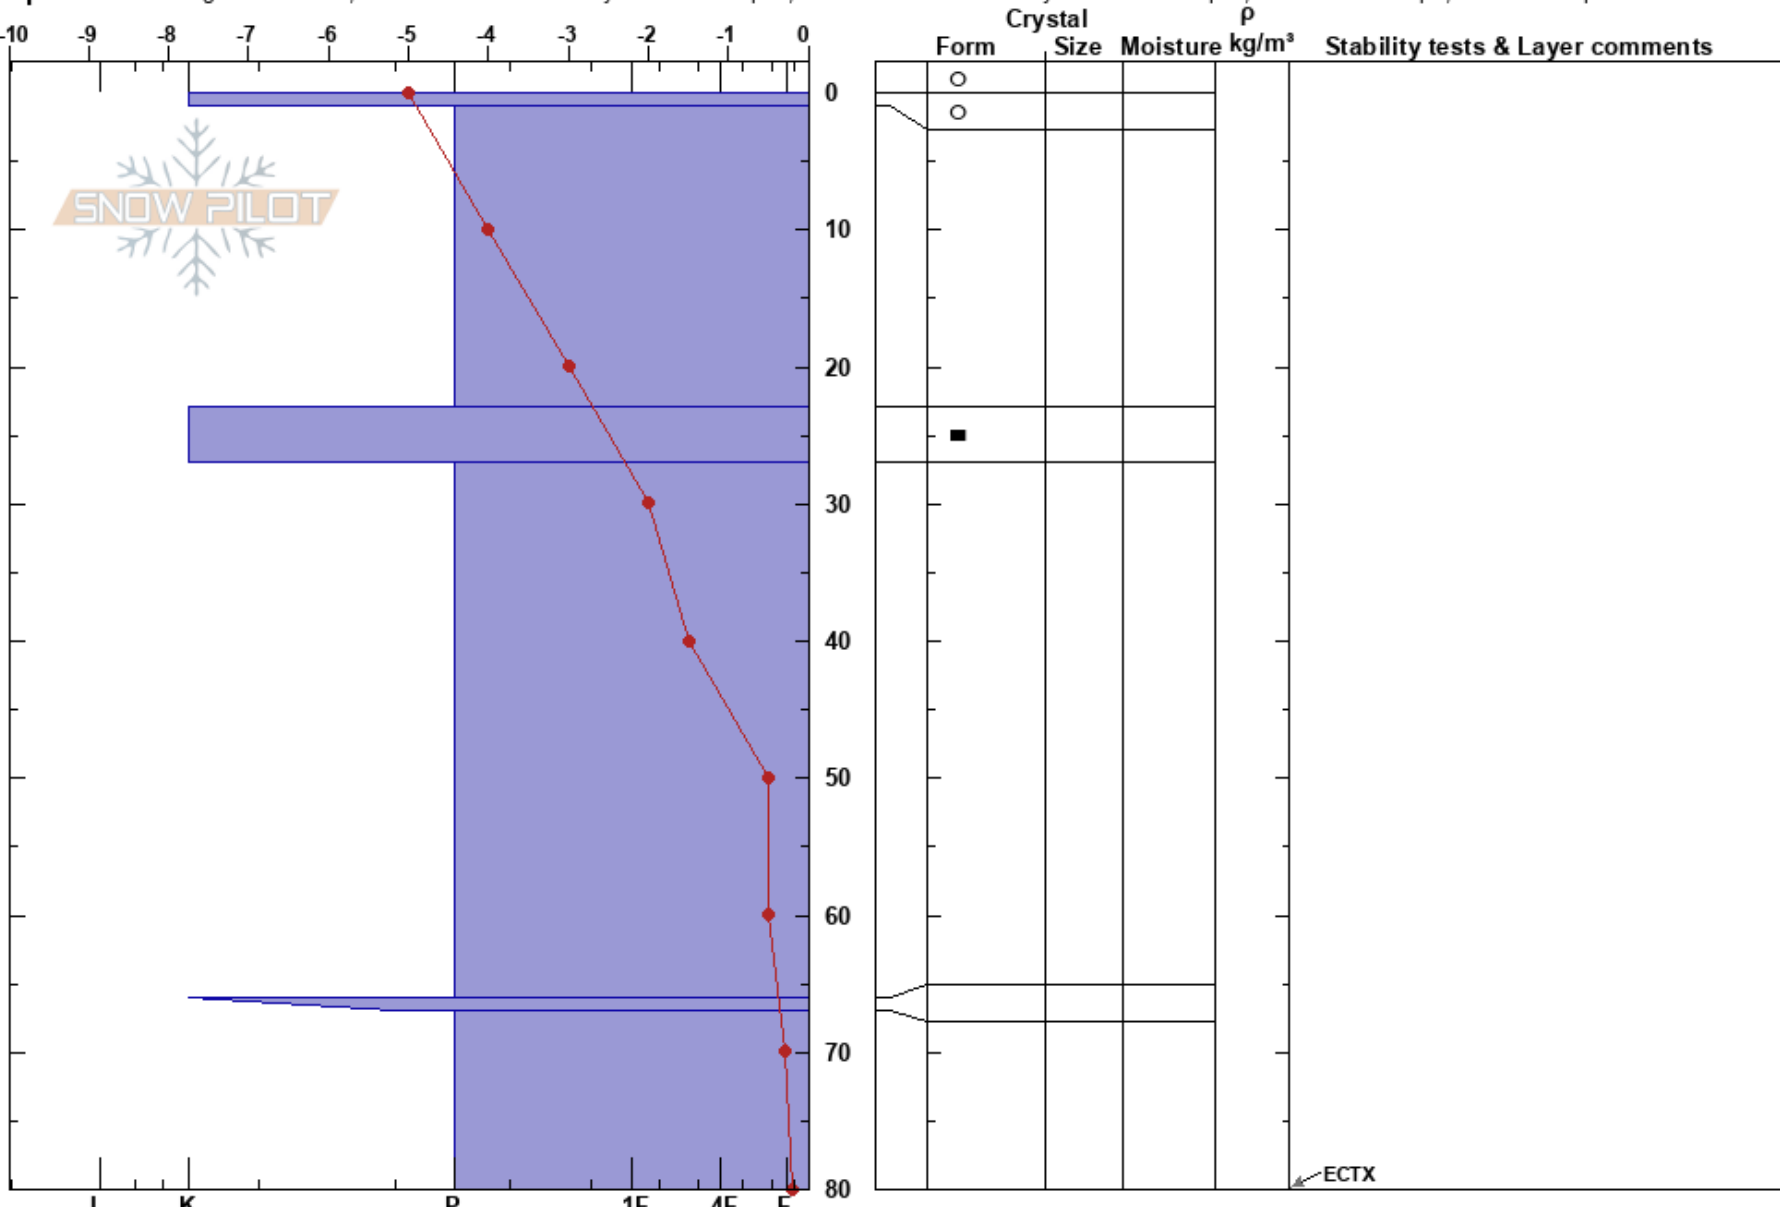 Crystal ρ
-10 -9 -8 -7 -6 -5 -4 -3 -2 -1 0
Form Size Moisture kg/m³ Stability tests & Layer comments
0
SNOW PILOT
10
20
30
40
50
60
70
ECTX
80
K